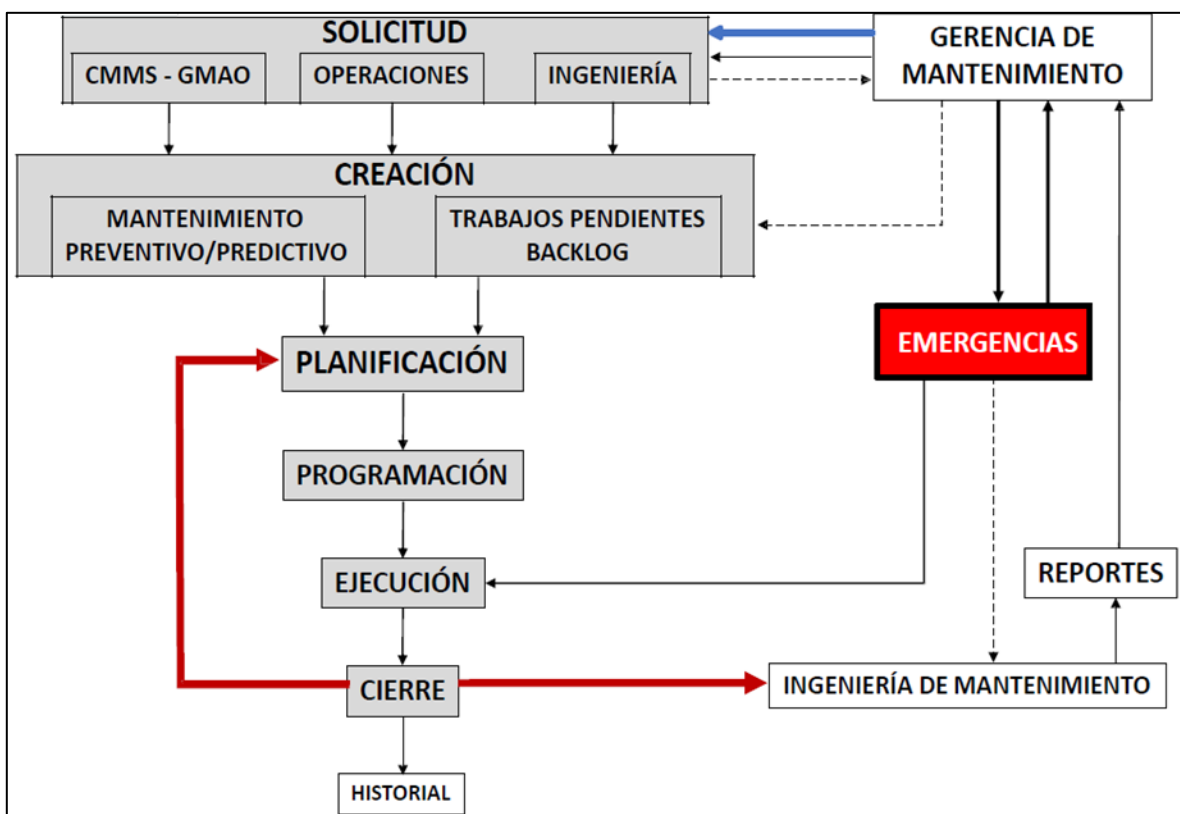 SOLICITUD
CMMS - GMAO
OPERACIONES
INGENIERÍA
GERENCIA DE
MANTENIMIENTO
CREACIÓN
MANTENIMIENTO
PREVENTIVO/PREDICTIVO
TRABAJOS PENDIENTES
BACKLOG
EMERGENCIAS
PLANIFICACIÓN
PROGRAMACIÓN
EJECUCIÓN
REPORTES
CIERRE
INGENIERÍA DE MANTENIMIENTO
HISTORIAL